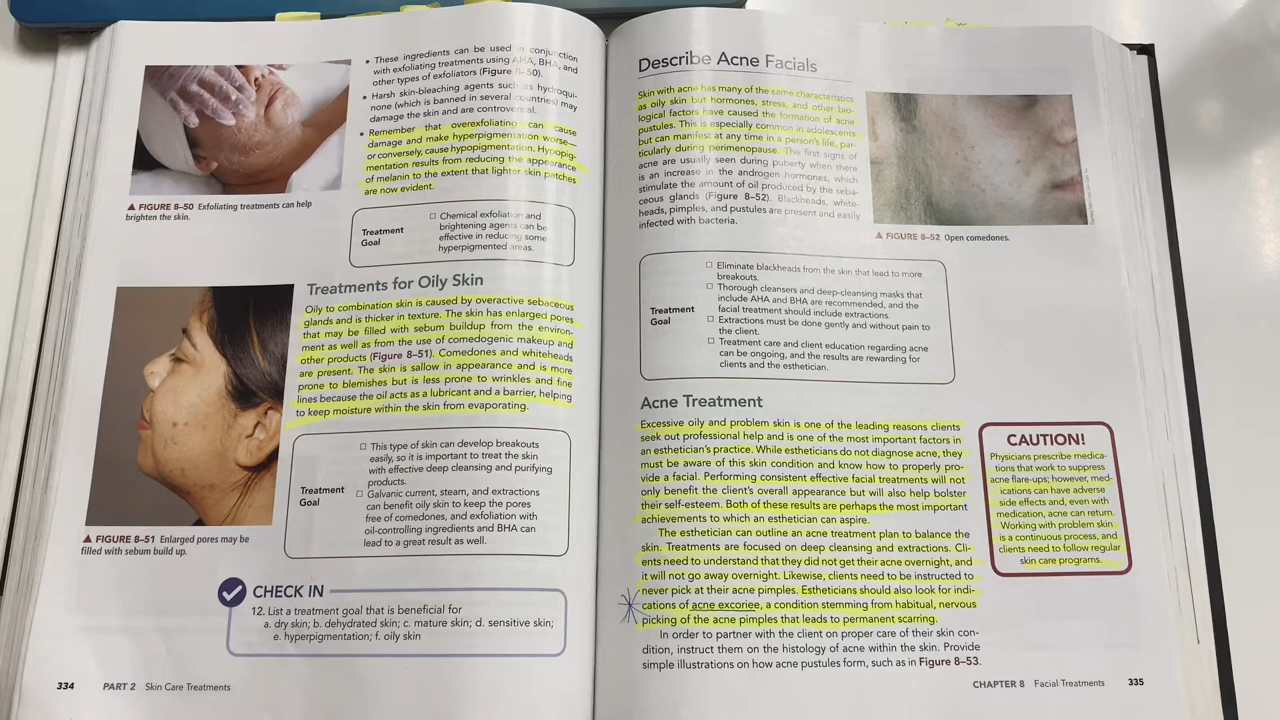 • These ingredients can be used in conjunction
with exfoliating treatments using AHA, BHA, and
other types of exfoliators (Figure 8–50).
• Harsh skin-bleaching agents such as hydroqui-
none (which is banned in several countries) may
damage the skin and are controversial.
• Remember that overexfoliating can cause
damage and make hyperpigmentation worse—
or conversely, cause hypopigmentation. Hypopig-
mentation results from reducing the appearance
of melanin to the extent that lighter skin patches
are now evident.
▲ FIGURE 8–50 Exfoliating treatments can help
brighten the skin.
Treatment
Goal
□ Chemical exfoliation and
brightening agents can be
effective in reducing some
hyperpigmented areas.
Treatments for Oily Skin
Oily to combination skin is caused by overactive sebaceous
glands and is thicker in texture. The skin has enlarged pores
that may be filled with sebum buildup from the environ-
ment as well as from the use of comedogenic makeup and
other products (Figure 8–51). Comedones and whiteheads
are present. The skin is sallow in appearance and is more
prone to blemishes but is less prone to wrinkles and fine
lines because the oil acts as a lubricant and a barrier, helping
to keep moisture within the skin from evaporating.
▲ FIGURE 8–51 Enlarged pores may be
filled with sebum build up.
Treatment
Goal
□ This type of skin can develop breakouts
easily, so it is important to treat the skin
with effective deep cleansing and purifying
products.
□ Galvanic current, steam, and extractions
can benefit oily skin to keep the pores
free of comedones, and exfoliation with
oil-controlling ingredients and BHA can
lead to a great result as well.
CHECK IN
12. List a treatment goal that is beneficial for
a. dry skin; b. dehydrated skin; c. mature skin; d. sensitive skin;
e. hyperpigmentation; f. oily skin
334 PART 2 Skin Care Treatments
Describe Acne Facials
Skin with acne has many of the same characteristics
as oily skin but hormones, stress, and other bio-
logical factors have caused the formation of acne
pustules. This is especially common in adolescents
but can manifest at any time in a person's life, par-
ticularly during perimenopause. The first signs of
acne are usually seen during puberty when there
is an increase in the androgen hormones, which
stimulate the amount of oil produced by the seba-
ceous glands (Figure 8–52). Blackheads, white-
heads, pimples, and pustules are present and easily
infected with bacteria.
▲ FIGURE 8–52 Open comedones.
Treatment
Goal
□ Eliminate blackheads from the skin that lead to more
breakouts.
□ Thorough cleansers and deep-cleansing masks that
include AHA and BHA are recommended, and the
facial treatment should include extractions.
□ Extractions must be done gently and without pain to
the client.
□ Treatment care and client education regarding acne
can be ongoing, and the results are rewarding for
clients and the esthetician.
Acne Treatment
Excessive oily and problem skin is one of the leading reasons clients
seek out professional help and is one of the most important factors in
an esthetician's practice. While estheticians do not diagnose acne, they
must be aware of this skin condition and know how to properly pro-
vide a facial. Performing consistent effective facial treatments will not
only benefit the client's overall appearance but will also help bolster
their self-esteem. Both of these results are perhaps the most important
achievements to which an esthetician can aspire.
The esthetician can outline an acne treatment plan to balance the
skin. Treatments are focused on deep cleansing and extractions. Cli-
ents need to understand that they did not get their acne overnight, and
it will not go away overnight. Likewise, clients need to be instructed to
never pick at their acne pimples. Estheticians should also look for indi-
cations of acne excoriee, a condition stemming from habitual, nervous
picking of the acne pimples that leads to permanent scarring.
In order to partner with the client on proper care of their skin con-
dition, instruct them on the histology of acne within the skin. Provide
simple illustrations on how acne pustules form, such as in Figure 8–53.
CAUTION!
Physicians prescribe medica-
tions that work to suppress
acne flare-ups; however, med-
ications can have adverse
side effects and, even with
medication, acne can return.
Working with problem skin
is a continuous process, and
clients need to follow regular
skin care programs.
CHAPTER 8 Facial Treatments 335